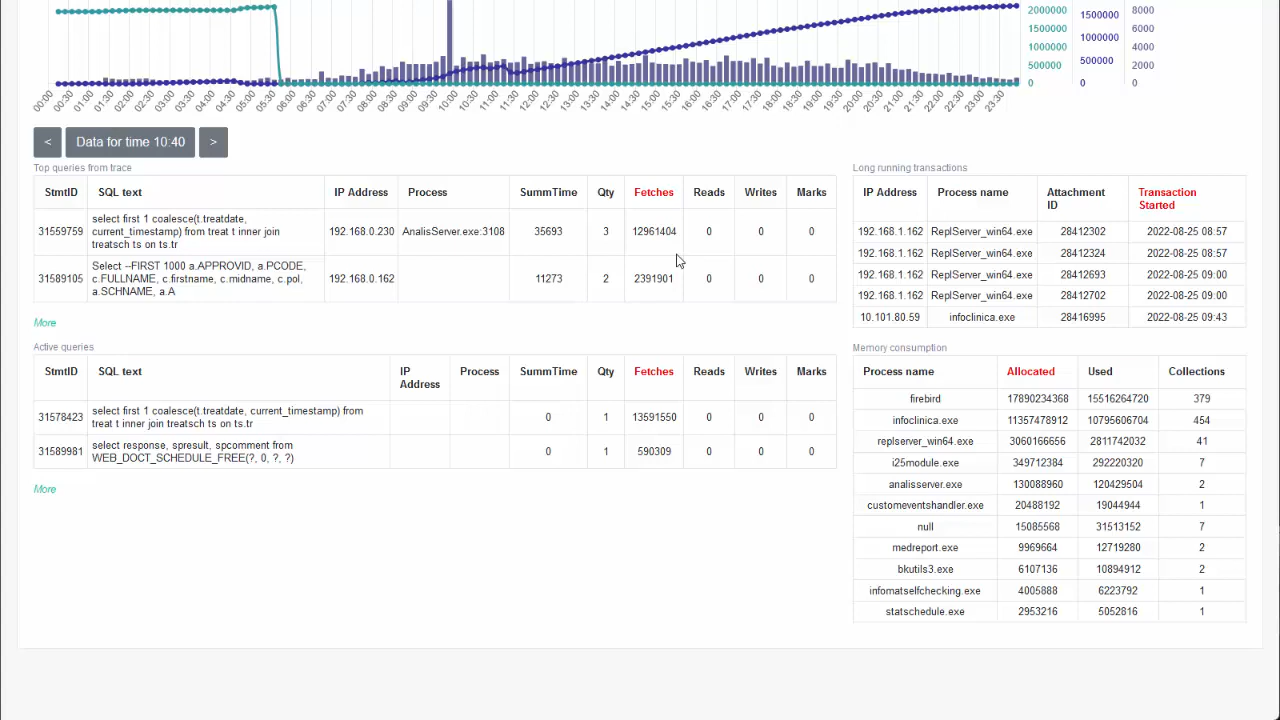 2000000 1500000 8000
1500000 1000000 6000
1000000 4000
500000 500000 2000
0 0 0
00:00 00:30 01:00 01:30 02:00 02:30 03:00 03:30 04:00 04:30 05:00 05:30 06:00 06:30 07:00 07:30 08:00 08:30 09:00 09:30 10:00 10:30 11:00 11:30 12:00 12:30 13:00 13:30 14:00 14:30 15:00 15:30 16:00 16:30 17:00 17:30 18:00 18:30 19:00 19:30 20:00 20:30 21:00 21:30 22:00 22:30 23:00 23:30
< Data for time 10:40 >
Top queries from trace
StmtID SQL text IP Address Process SummTime Qty Fetches Reads Writes Marks
select first 1 coalesce(t.treatdate,
31559759 current_timestamp) from treat t inner join 192.168.0.230 AnalisServer.exe:3108 35693 3 12961404 0 0 0
treatsch ts on ts.tr
Select --FIRST 1000 a.APPROVID, a.PCODE,
31589105 c.FULLNAME, c.firstname, c.midname, c.pol, 192.168.0.162 11273 2 2391901 0 0 0
a.SCHNAME, a.A
More
Active queries
StmtID SQL text IP Address Process SummTime Qty Fetches Reads Writes Marks
select first 1 coalesce(t.treatdate, current_timestamp) from
31578423 treat t inner join treatsch ts on ts.tr 0 1 13591550 0 0 0
select response, spresult, spcomment from
31589981 WEB_DOCT_SCHEDULE_FREE(?, 0, ?, ?) 0 1 590309 0 0 0
More
Long running transactions
IP Address Process name Attachment ID Transaction Started
192.168.1.162 ReplServer_win64.exe 28412302 2022-08-25 08:57
192.168.1.162 ReplServer_win64.exe 28412324 2022-08-25 08:57
192.168.1.162 ReplServer_win64.exe 28412693 2022-08-25 09:00
192.168.1.162 ReplServer_win64.exe 28412702 2022-08-25 09:00
10.101.80.59 infoclinica.exe 28416995 2022-08-25 09:43
Memory consumption
Process name Allocated Used Collections
firebird 17890234368 15516264720 379
infoclinica.exe 11357478912 10795606704 454
replserver_win64.exe 3060166656 2811742032 41
i25module.exe 349712384 292220320 7
analisserver.exe 130088960 120429504 2
customeventshandler.exe 20488192 19044944 1
null 15085568 31513152 7
medreport.exe 9969664 12719280 2
bkutils3.exe 6107136 10894912 2
infomatselfchecking.exe 4005888 6223792 1
statschedule.exe 2953216 5052816 1